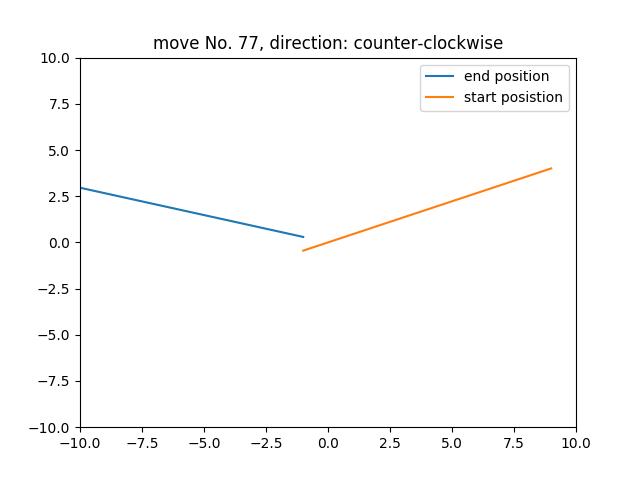 move No. 77, direction: counter-clockwise
end position
start posistion
10.0
7.5
5.0
2.5
0.0
−2.5
−5.0
−7.5
−10.0
−10.0 −7.5 −5.0 −2.5 0.0 2.5 5.0 7.5 10.0